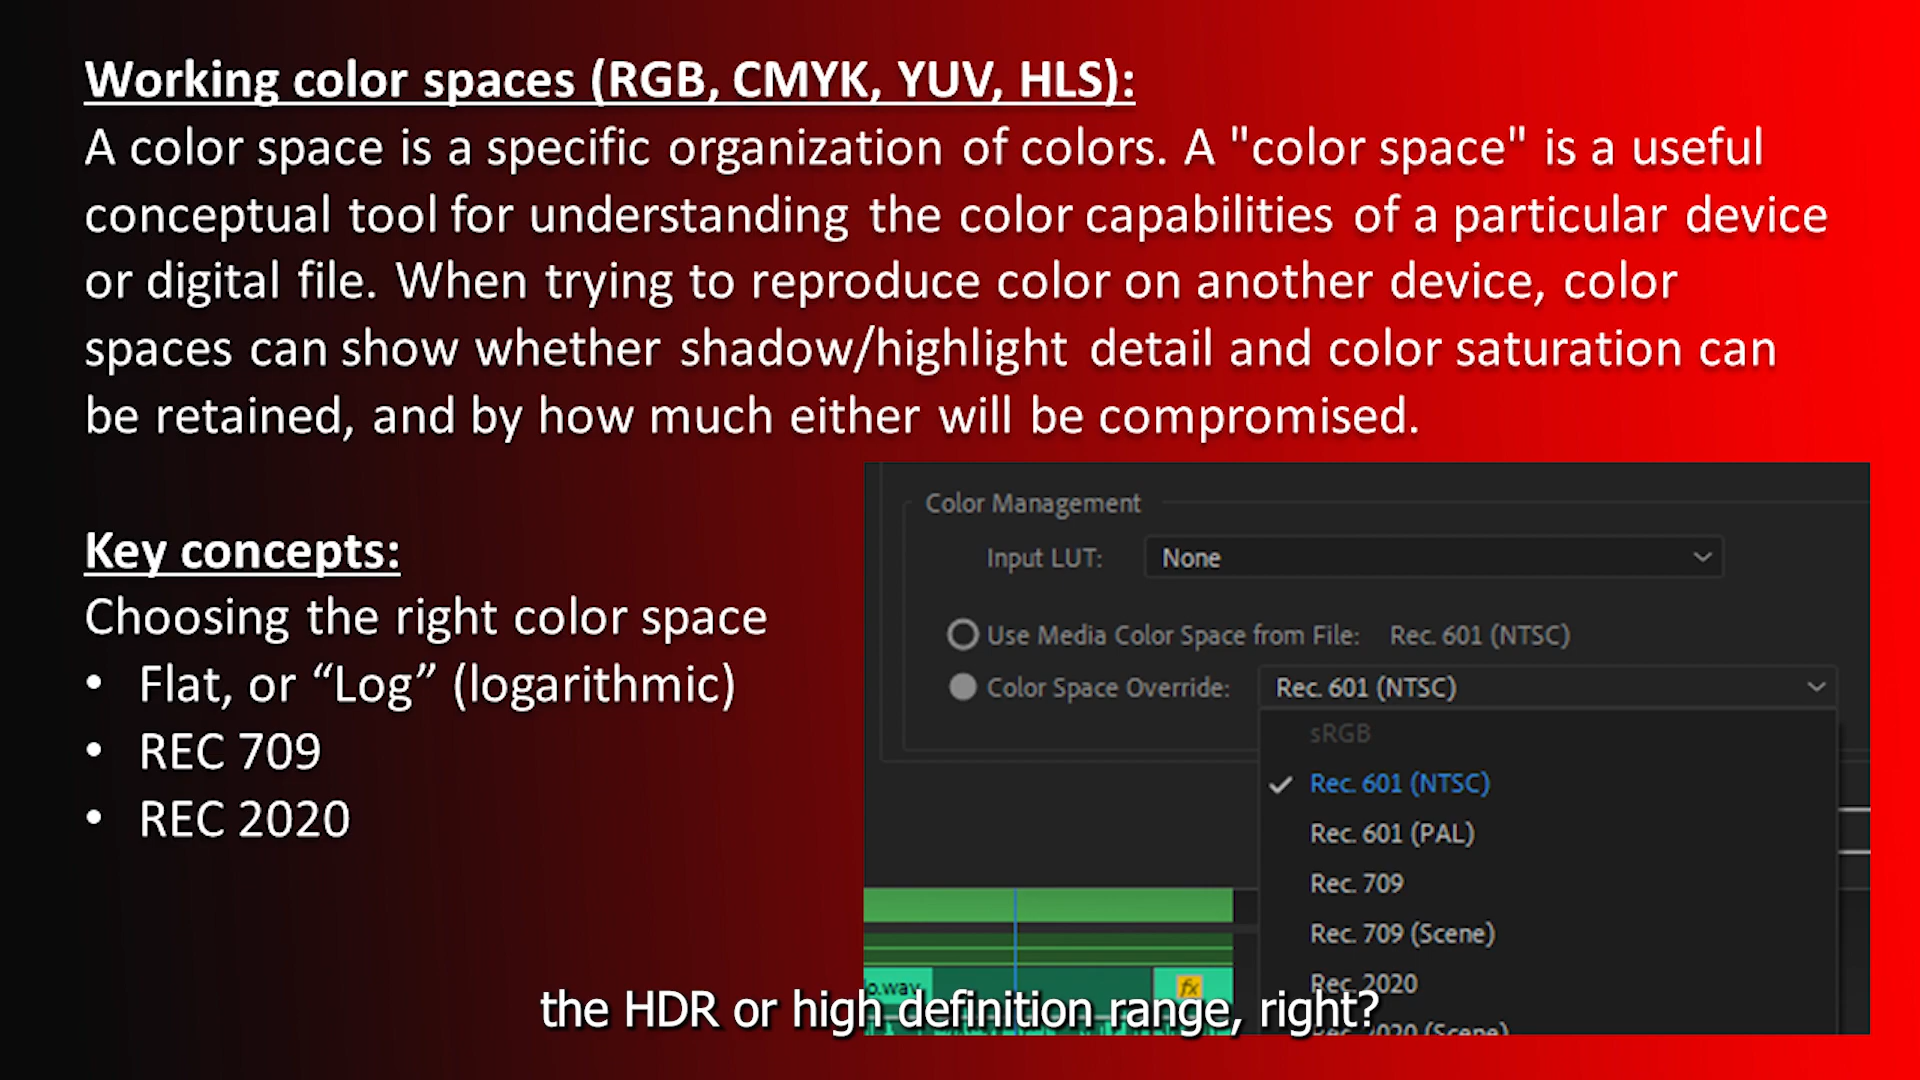 Working color spaces (RGB, CMYK, YUV, HLS):
A color space is a specific organization of colors. A "color space" is a useful
conceptual tool for understanding the color capabilities of a particular device
or digital file. When trying to reproduce color on another device, color
spaces can show whether shadow/highlight detail and color saturation can
be retained, and by how much either will be compromised.
Key concepts:
Choosing the right color space
• Flat, or “Log” (logarithmic)
• REC 709
• REC 2020
Color Management
Input LUT: None
Use Media Color Space from File: Rec. 601 (NTSC)
Color Space Override: Rec. 601 (NTSC)
sRGB
Rec. 601 (NTSC)
Rec. 601 (PAL)
Rec. 709
Rec. 709 (Scene)
Rec. 2020
2020 (Scene)
o.wav
fx
the HDR or high definition range, right?